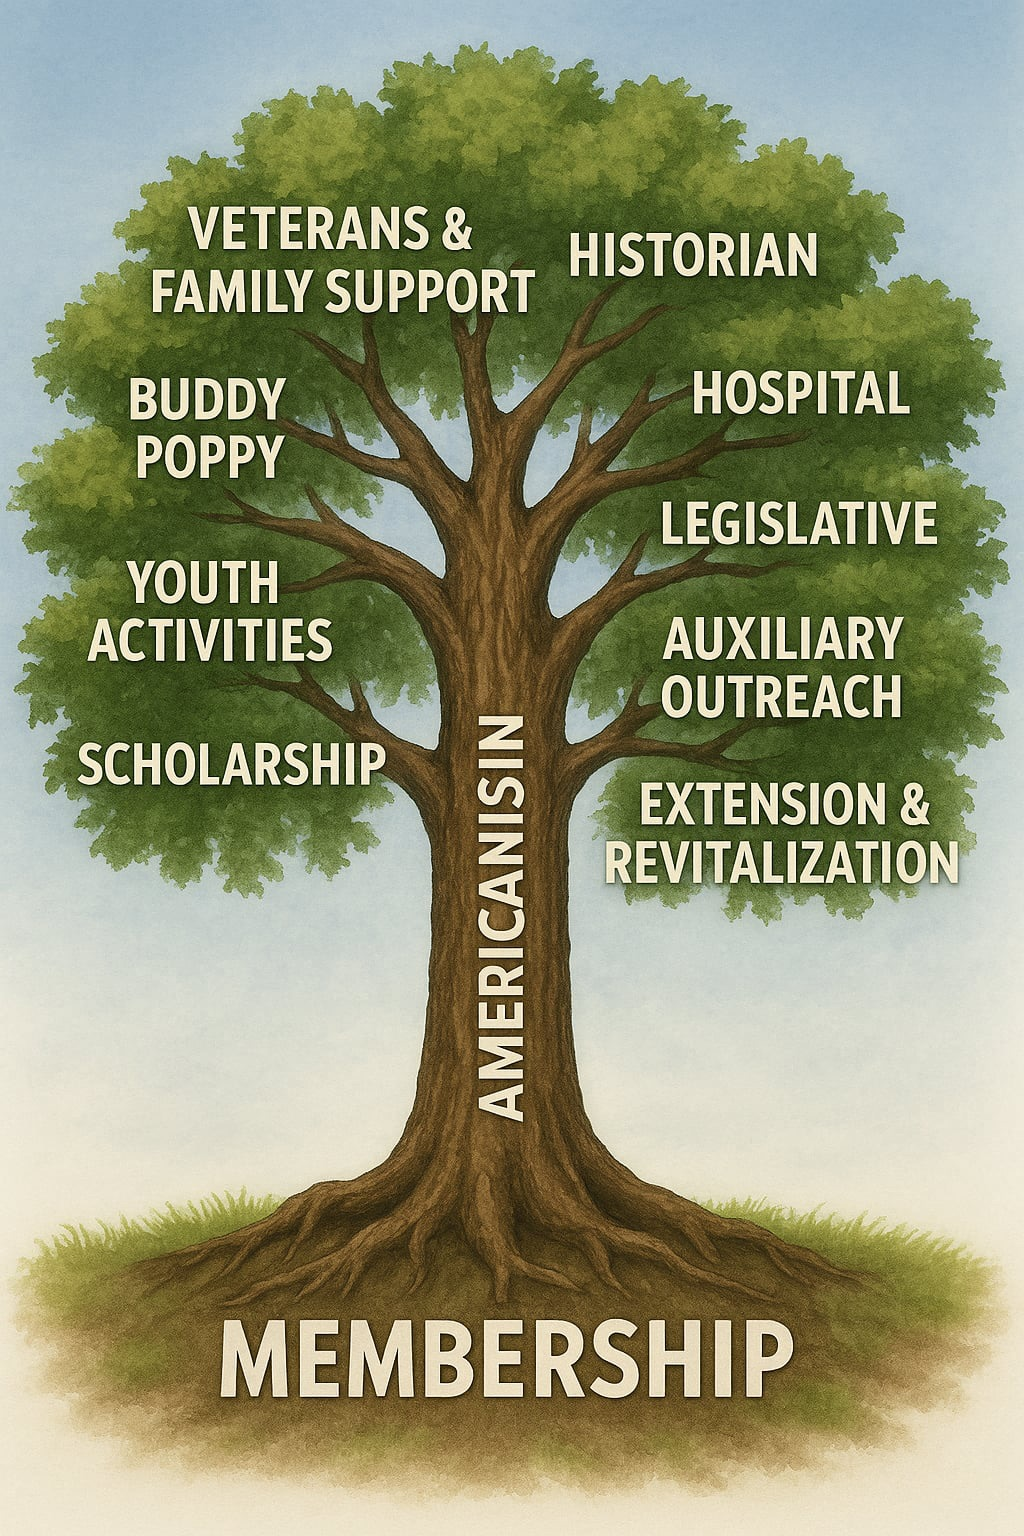 VETERANS &
FAMILY SUPPORT
HISTORIAN
BUDDY
POPPY
HOSPITAL
LEGISLATIVE
YOUTH
ACTIVITIES
AUXILIARY
OUTREACH
SCHOLARSHIP
EXTENSION &
REVITALIZATION
AMERICANISIN
MEMBERSHIP